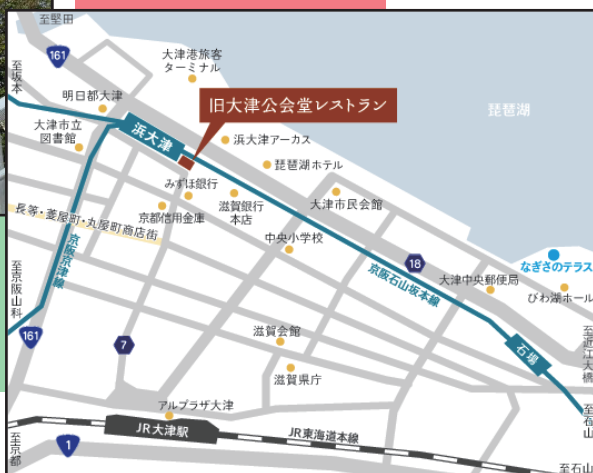 至堅田
161
大津港旅客
ターミナル
至坂本
明日都大津
旧大津公会堂レストラン
琵琶湖
大津市立
図書館
浜大津
浜大津アーカス
琵琶湖ホテル
みずほ銀行
大津市民会館
京都信用金庫
滋賀銀行
本店
長等・菱屋町・丸屋町商店街
中央小学校
京阪京津線
18
なぎさのテラス
至京阪山科
京阪石山坂本線
大津中央郵便局
びわ湖ホール
161
7
滋賀会館
石場
至近江大橋
滋賀県庁
アルプラザ大津
至石山
JR大津駅
JR東海道本線
至京都
1
至石山